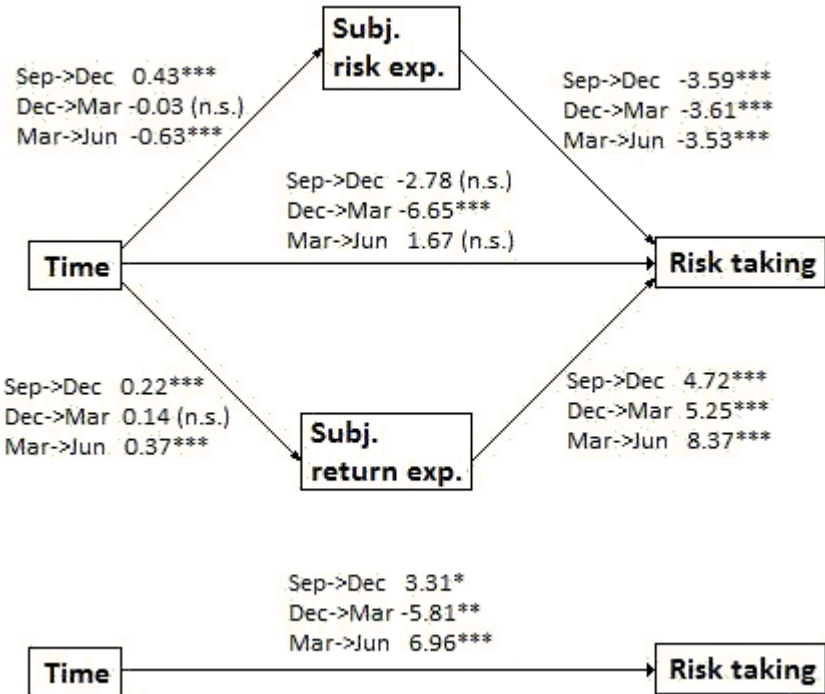 Subj.
risk exp.
Sep->Dec 0.43***
Dec->Mar -0.03 (n.s.)
Mar->Jun -0.63***
Sep->Dec -3.59***
Dec->Mar -3.61***
Mar->Jun -3.53***
Sep->Dec -2.78 (n.s.)
Dec->Mar -6.65***
Mar->Jun 1.67 (n.s.)
Time
Risk taking
Sep->Dec 0.22***
Dec->Mar 0.14 (n.s.)
Mar->Jun 0.37***
Sep->Dec 4.72***
Dec->Mar 5.25***
Mar->Jun 8.37***
Subj.
return exp.
Sep->Dec 3.31*
Dec->Mar -5.81**
Mar->Jun 6.96***
Time
Risk taking